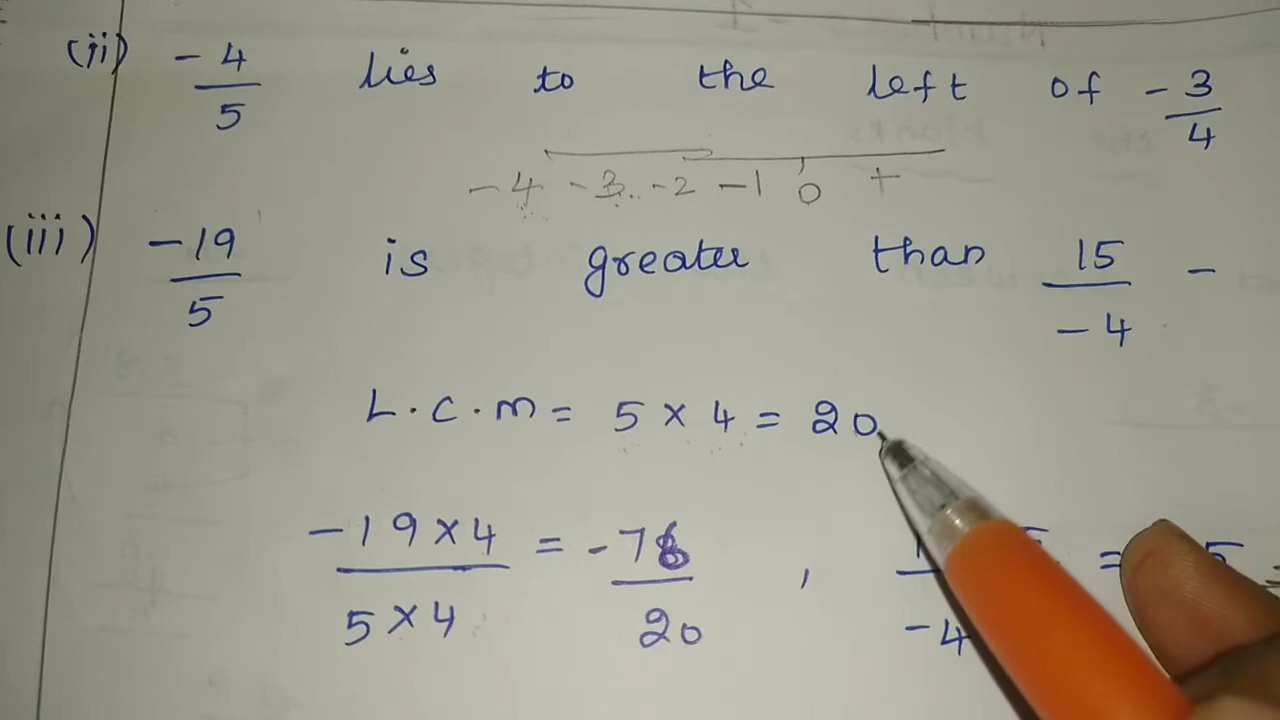 (ii) -4/5 lies to the left of -3/4
-4 -3.. -2 -1 0 +
(iii) -19/5 is greater than 15/-4 -
L.C.M = 5 × 4 = 20
-19×4/5×4 = -76/20 , -4 = 5